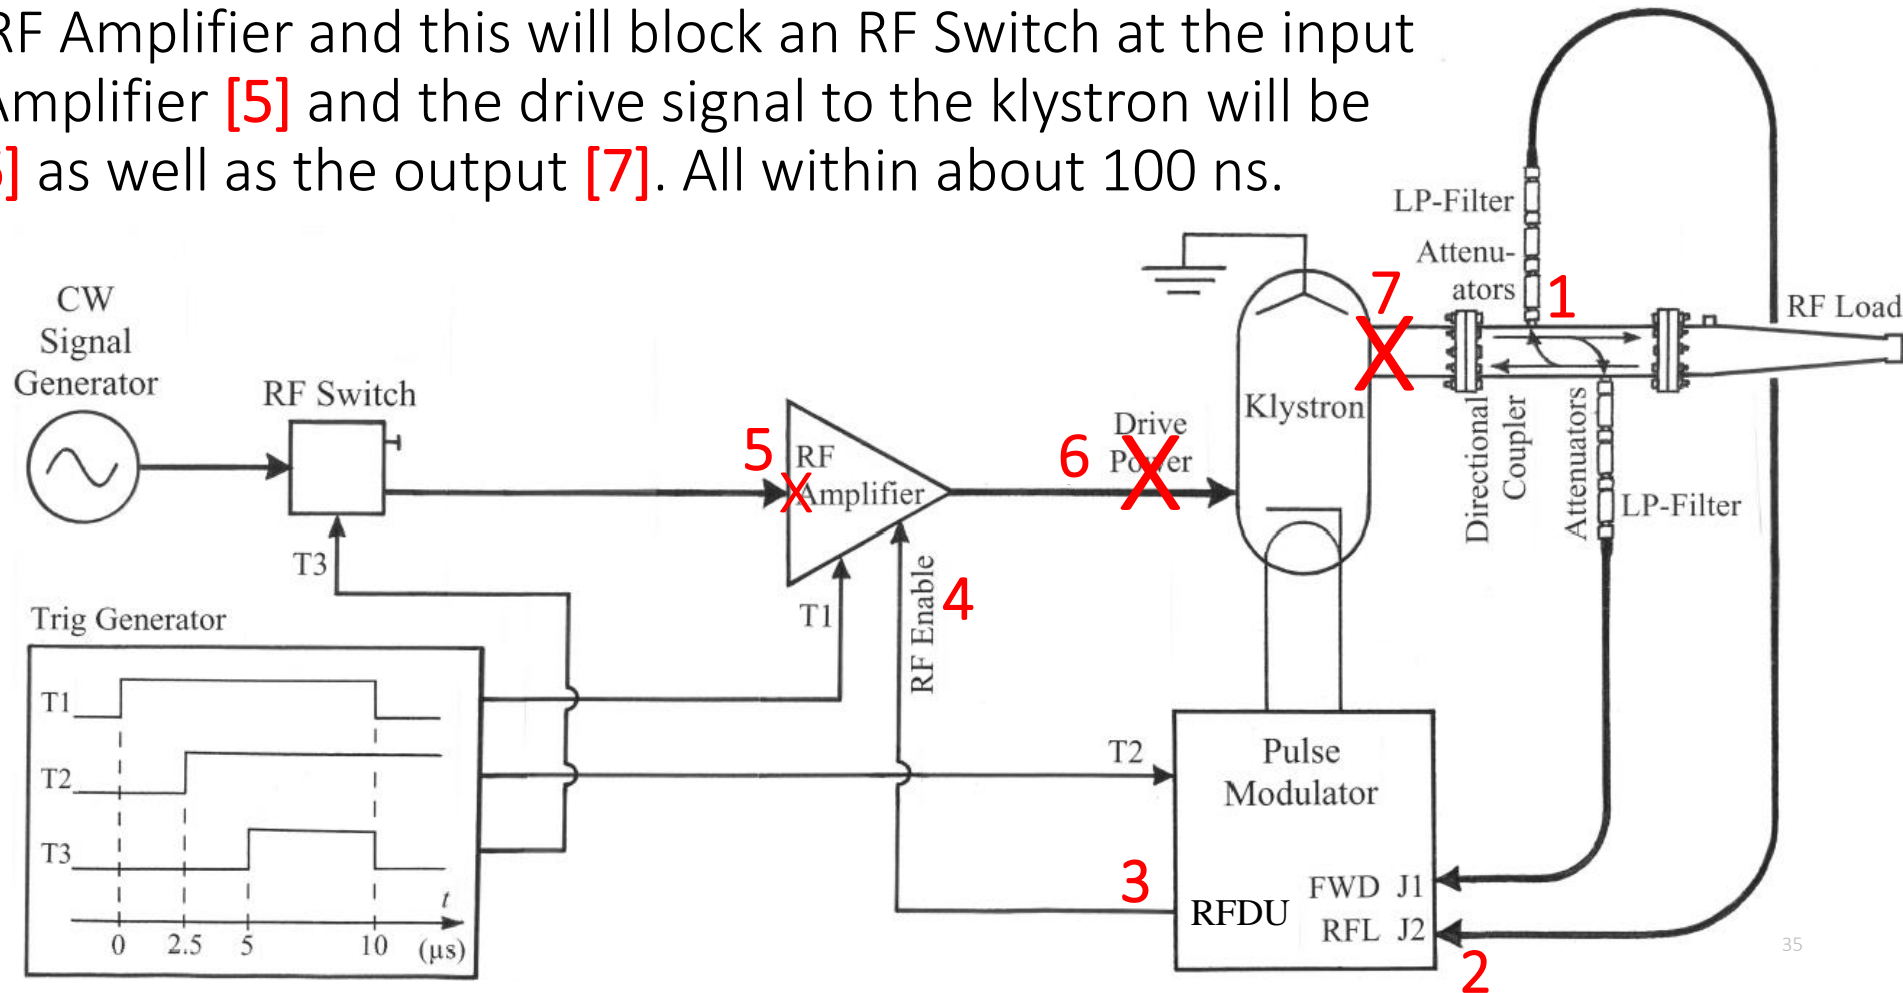 RF Amplifier and this will block an RF Switch at the input
Amplifier [5] and the drive signal to the klystron will be
] as well as the output [7]. All within about 100 ns.
LP-Filter
Attenu-
ators
1
RF Load
7
X
CW
Signal
Generator
RF Switch
5
RF
X
Amplifier
6
Drive
Power
X
Klystron
Directional
Coupler
Attenuators
LP-Filter
T3
T1
RF Enable
4
Trig Generator
T1
T2
T3
t
0 2.5 5 10 (µs)
T2
Pulse
Modulator
3
RFDU
FWD J1
RFL J2
2
35